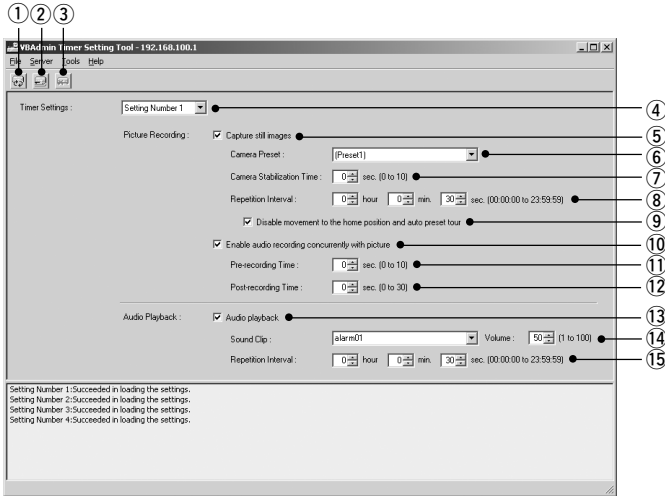 ① ② ③
VBAdmin Timer Setting Tool - 192.168.100.1
File Server Tools Help
Timer Settings : Setting Number 1 ④
Picture Recording : Capture still images ⑤
Camera Preset : (Preset1) ⑥
Camera Stabilization Time : 0 sec. (0 to 10) ⑦
Repetition Interval : 0 hour 0 min. 30 sec. (00:00:00 to 23:59:59) ⑧
Disable movement to the home position and auto preset tour ⑨
Enable audio recording concurrently with picture ⑩
Pre-recording Time : 0 sec. (0 to 10) ⑪
Post-recording Time : 0 sec. (0 to 30) ⑫
Audio Playback : Audio playback ⑬
Sound Clip : alarm01 Volume : 50 (1 to 100) ⑭
Repetition Interval : 0 hour 0 min. 30 sec. (00:00:00 to 23:59:59) ⑮
Setting Number 1:Succeeded in loading the settings.
Setting Number 2:Succeeded in loading the settings.
Setting Number 3:Succeeded in loading the settings.
Setting Number 4:Succeeded in loading the settings.